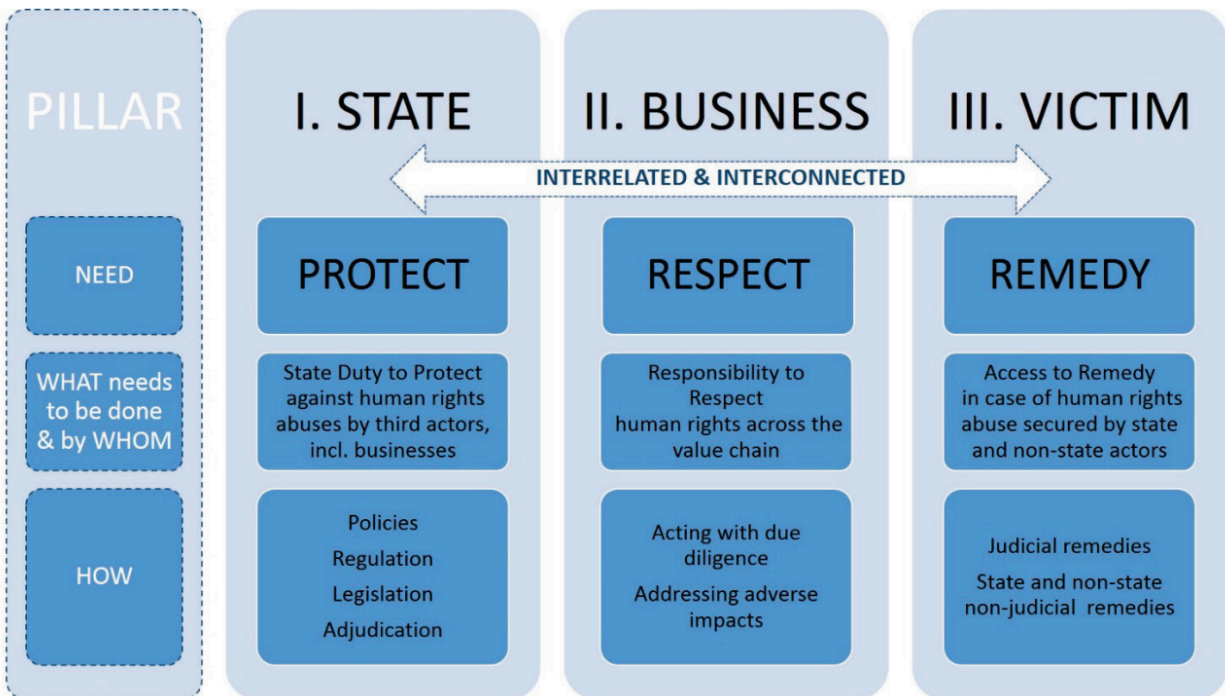 PILLAR
I. STATE
II. BUSINESS
III. VICTIM
INTERRELATED & INTERCONNECTED
NEED
PROTECT
RESPECT
REMEDY
WHAT needs
to be done
& by WHOM
State Duty to Protect
against human rights
abuses by third actors,
incl. businesses
Responsibility to
Respect
human rights across the
value chain
Access to Remedy
in case of human rights
abuse secured by state
and non-state actors
HOW
Policies
Regulation
Legislation
Adjudication
Acting with due
diligence
Addressing adverse
impacts
Judicial remedies
State and non-state
non-judicial remedies